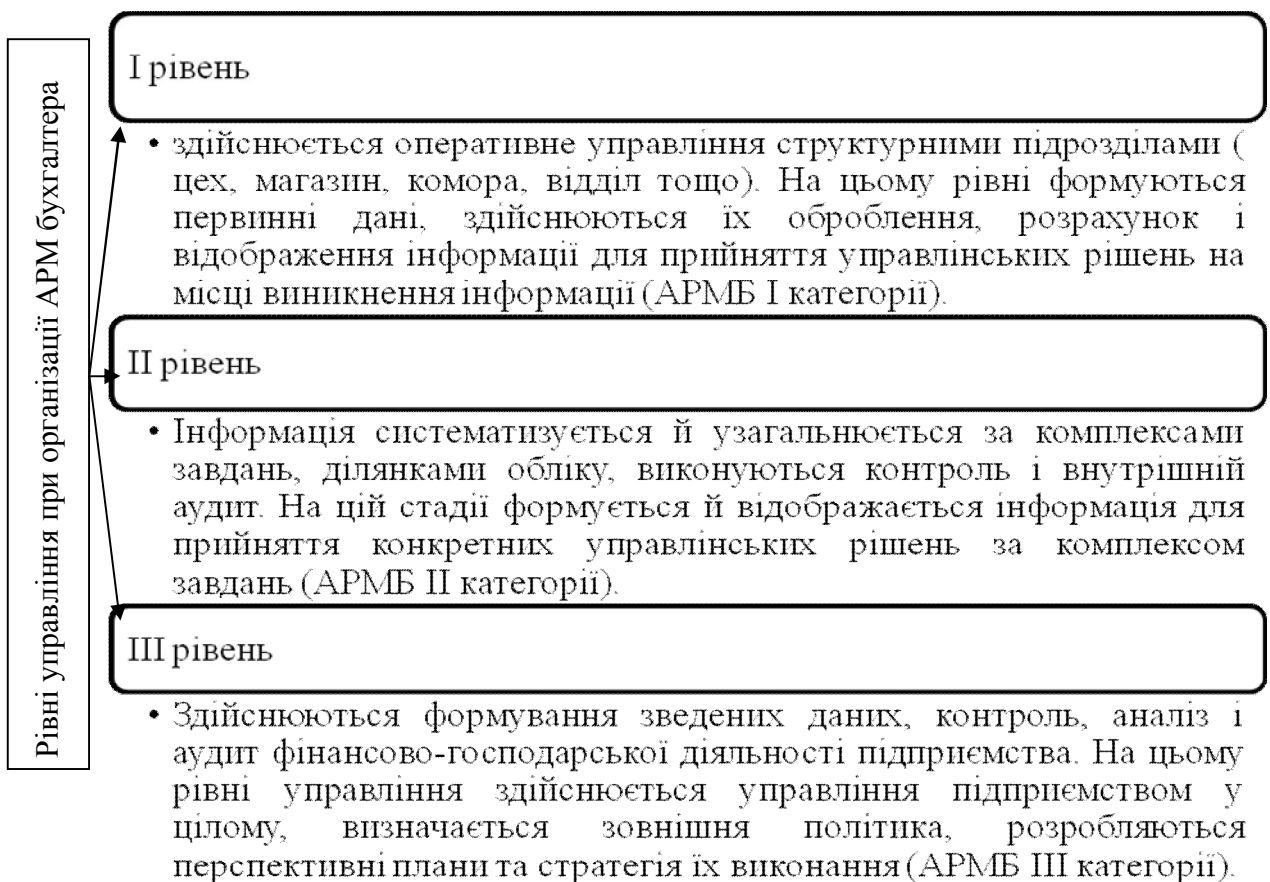 Рівні управління при організації АРМ бухгалтера
І рівень
• здійснюється оперативне управління структурними підрозділами (
цех, магазин, комора, відділ тощо). На цьому рівні формуються
первинні дані, здійснюються їх оброблення, розрахунок і
відображення інформації для прийняття управлінських рішень на
місці виникнення інформації (АРМБ І категорії).
ІІ рівень
• Інформація систематизується й узагальнюється за комплексами
завдань, ділянками обліку, виконуються контроль і внутрішній
аудит. На цій стадії формується й відображається інформація для
прийняття конкретних управлінських рішень за комплексом
завдань (АРМБ ІІ категорії).
ІІІ рівень
• Здійснюються формування зведених даних, контроль, аналіз і
аудит фінансово-господарської діяльності підприємства. На цьому
рівні управління здійснюється управління підприємством у
цілому, визначається зовнішня політика, розробляються
перспективні плани та стратегія їх виконання (АРМБ ІІІ категорії).